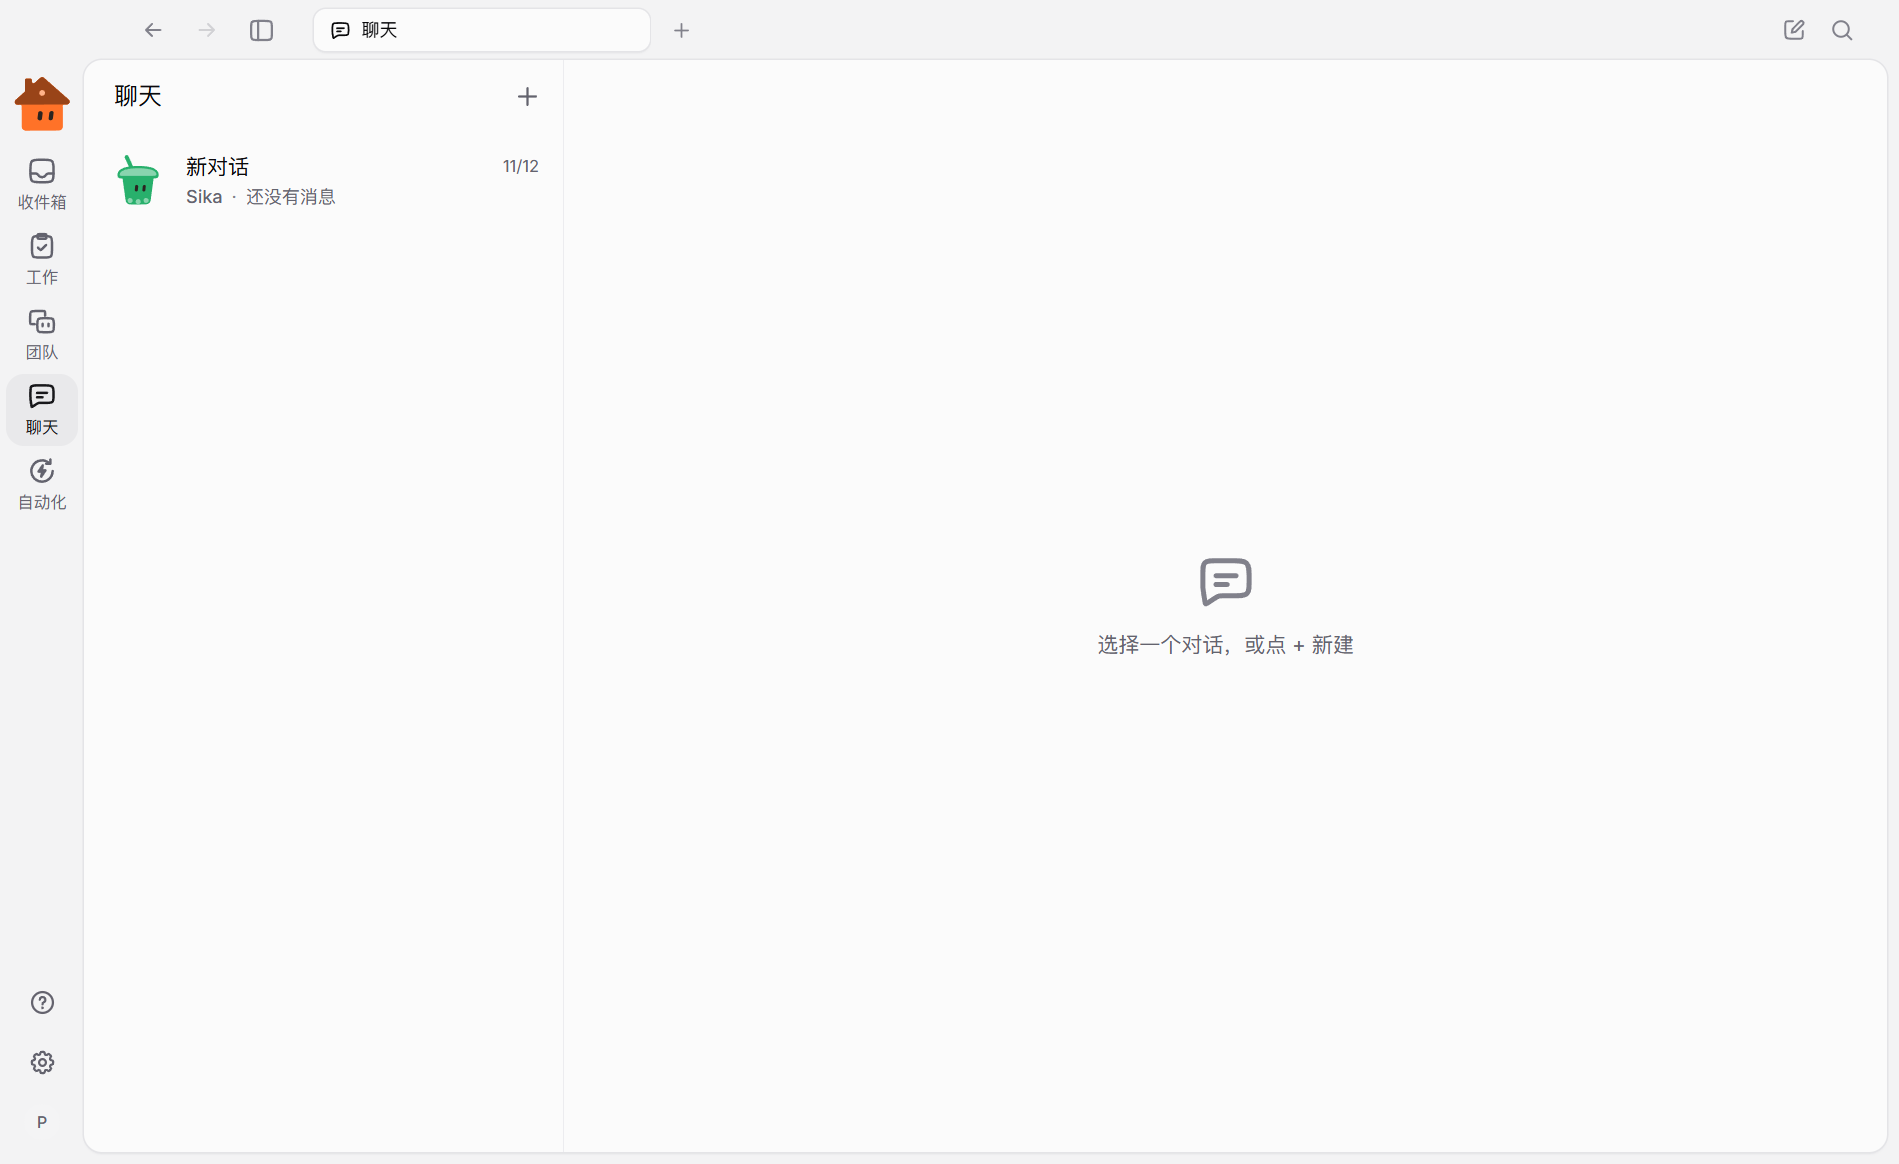 聊天
聊天
新对话
11/12
Sika · 还没有消息
收件箱
工作
团队
聊天
自动化
选择一个对话，或点 + 新建
P